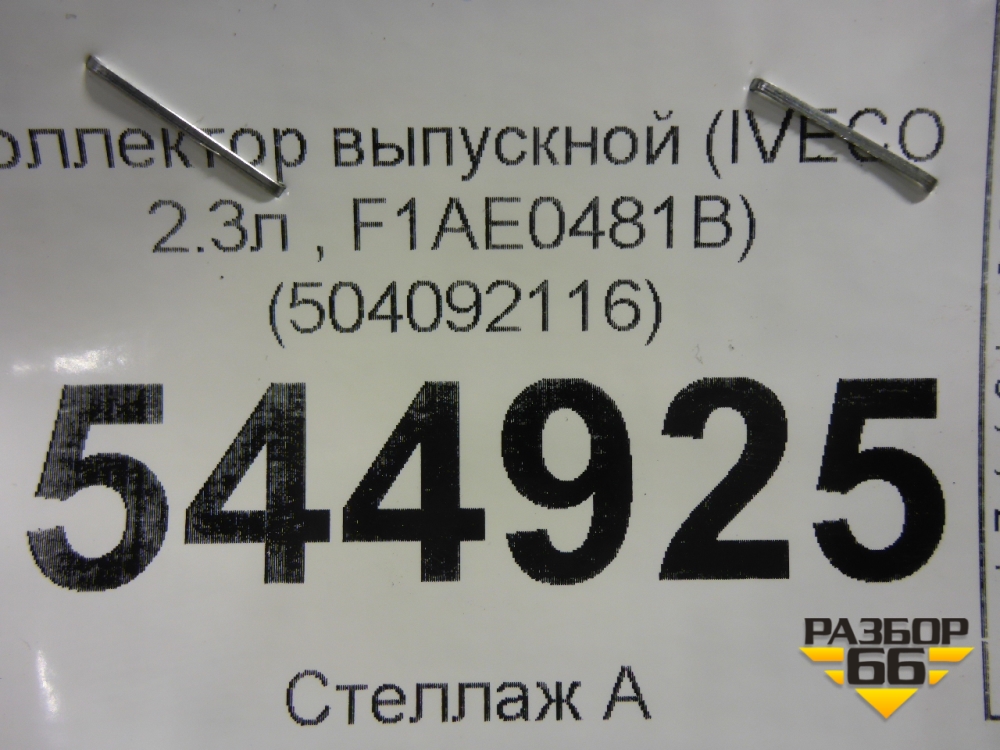 оллектор выпускной (IVECO
2.3л , F1AE0481B)
(504092116)
544925
Стеллаж А
РАЗБОР
66